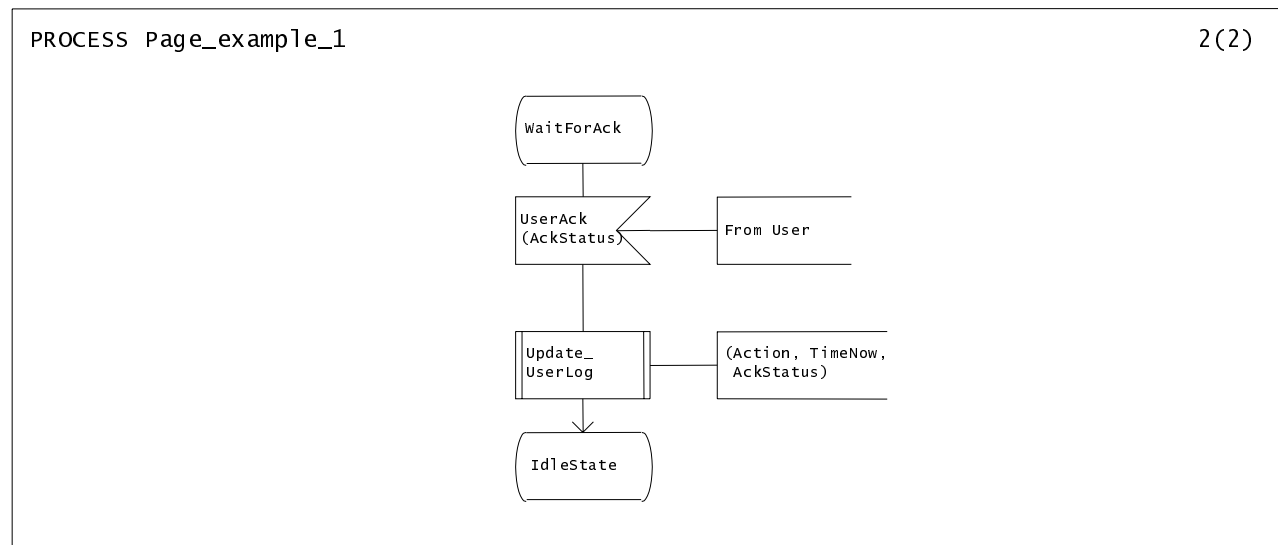 PROCESS Page_example_1
2(2)
WaitForAck
UserAck
(AckStatus)
From User
Update_
UserLog
(Action, TimeNow,
AckStatus)
IdleState